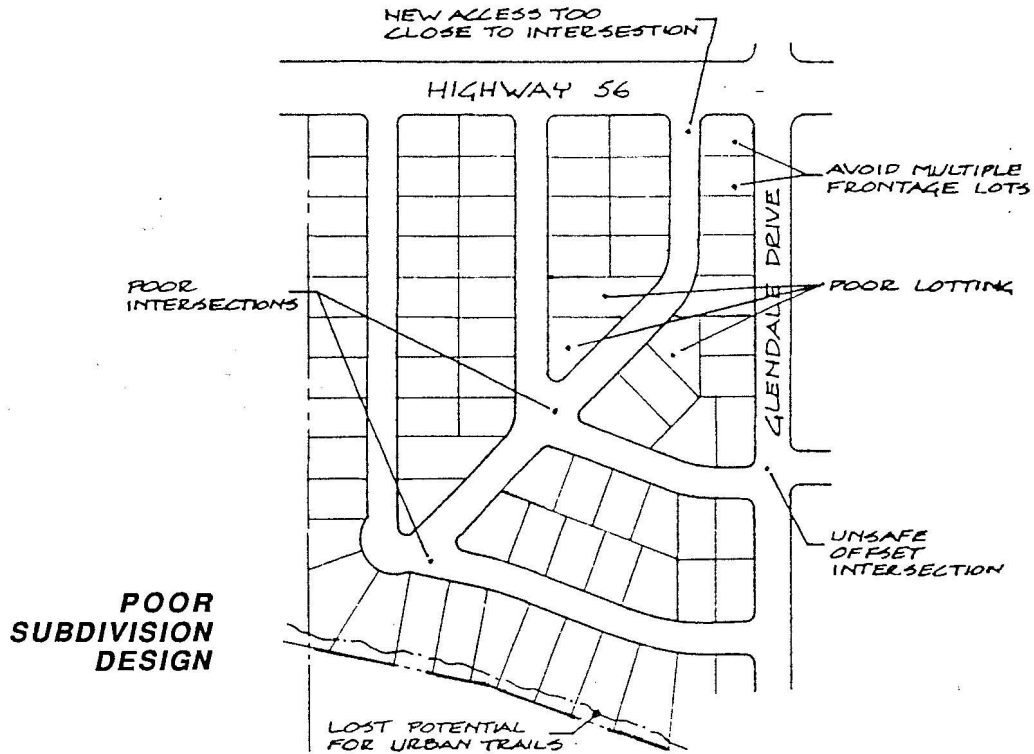 NEW ACCESS TOO
CLOSE TO INTERSESTION
HIGHWAY 56
AVOID MULTIPLE
FRONTAGE LOTS
GLENDALE DRIVE
POOR
INTERSECTIONS
POOR LOTTING
UNSAFE
OFFSET
INTERSECTION
POOR
SUBDIVISION
DESIGN
LOST POTENTIAL
FOR URBAN TRAILS